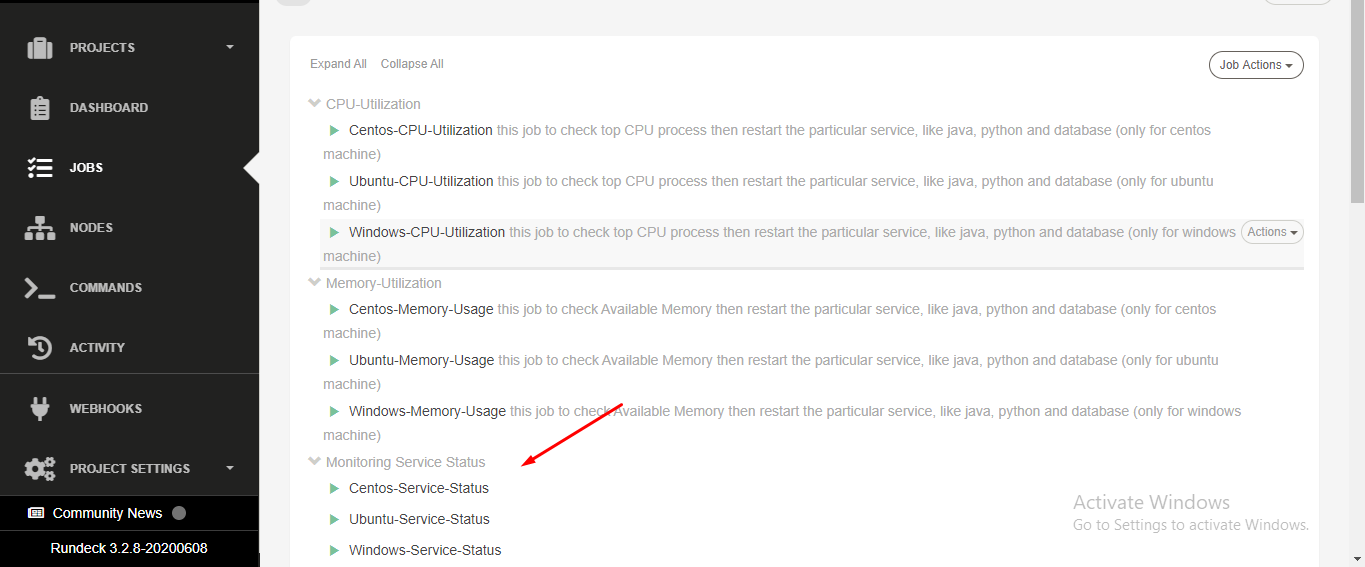 PROJECTS
DASHBOARD
JOBS
NODES
COMMANDS
ACTIVITY
WEBHOOKS
PROJECT SETTINGS
Community News
Rundeck 3.2.8-20200608
Expand All Collapse All
Job Actions
CPU-Utilization
Centos-CPU-Utilization this job to check top CPU process then restart the particular service, like java, python and database (only for centos
machine)
Ubuntu-CPU-Utilization this job to check top CPU process then restart the particular service, like java, python and database (only for ubuntu
machine)
Windows-CPU-Utilization this job to check top CPU process then restart the particular service, like java, python and database (only for windows
machine)
Actions
Memory-Utilization
Centos-Memory-Usage this job to check Available Memory then restart the particular service, like java, python and database (only for centos
machine)
Ubuntu-Memory-Usage this job to check Available Memory then restart the particular service, like java, python and database (only for ubuntu
machine)
Windows-Memory-Usage this job to check Available Memory then restart the particular service, like java, python and database (only for windows
machine)
Monitoring Service Status
Centos-Service-Status
Ubuntu-Service-Status
Windows-Service-Status
Activate Windows
Go to Settings to activate Windows.